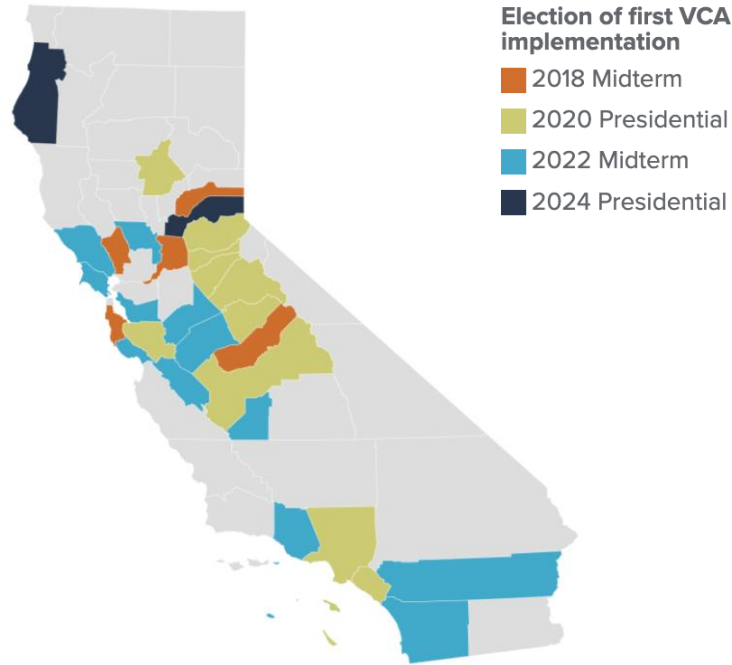 Election of first VCA
implementation
2018 Midterm
2020 Presidential
2022 Midterm
2024 Presidential